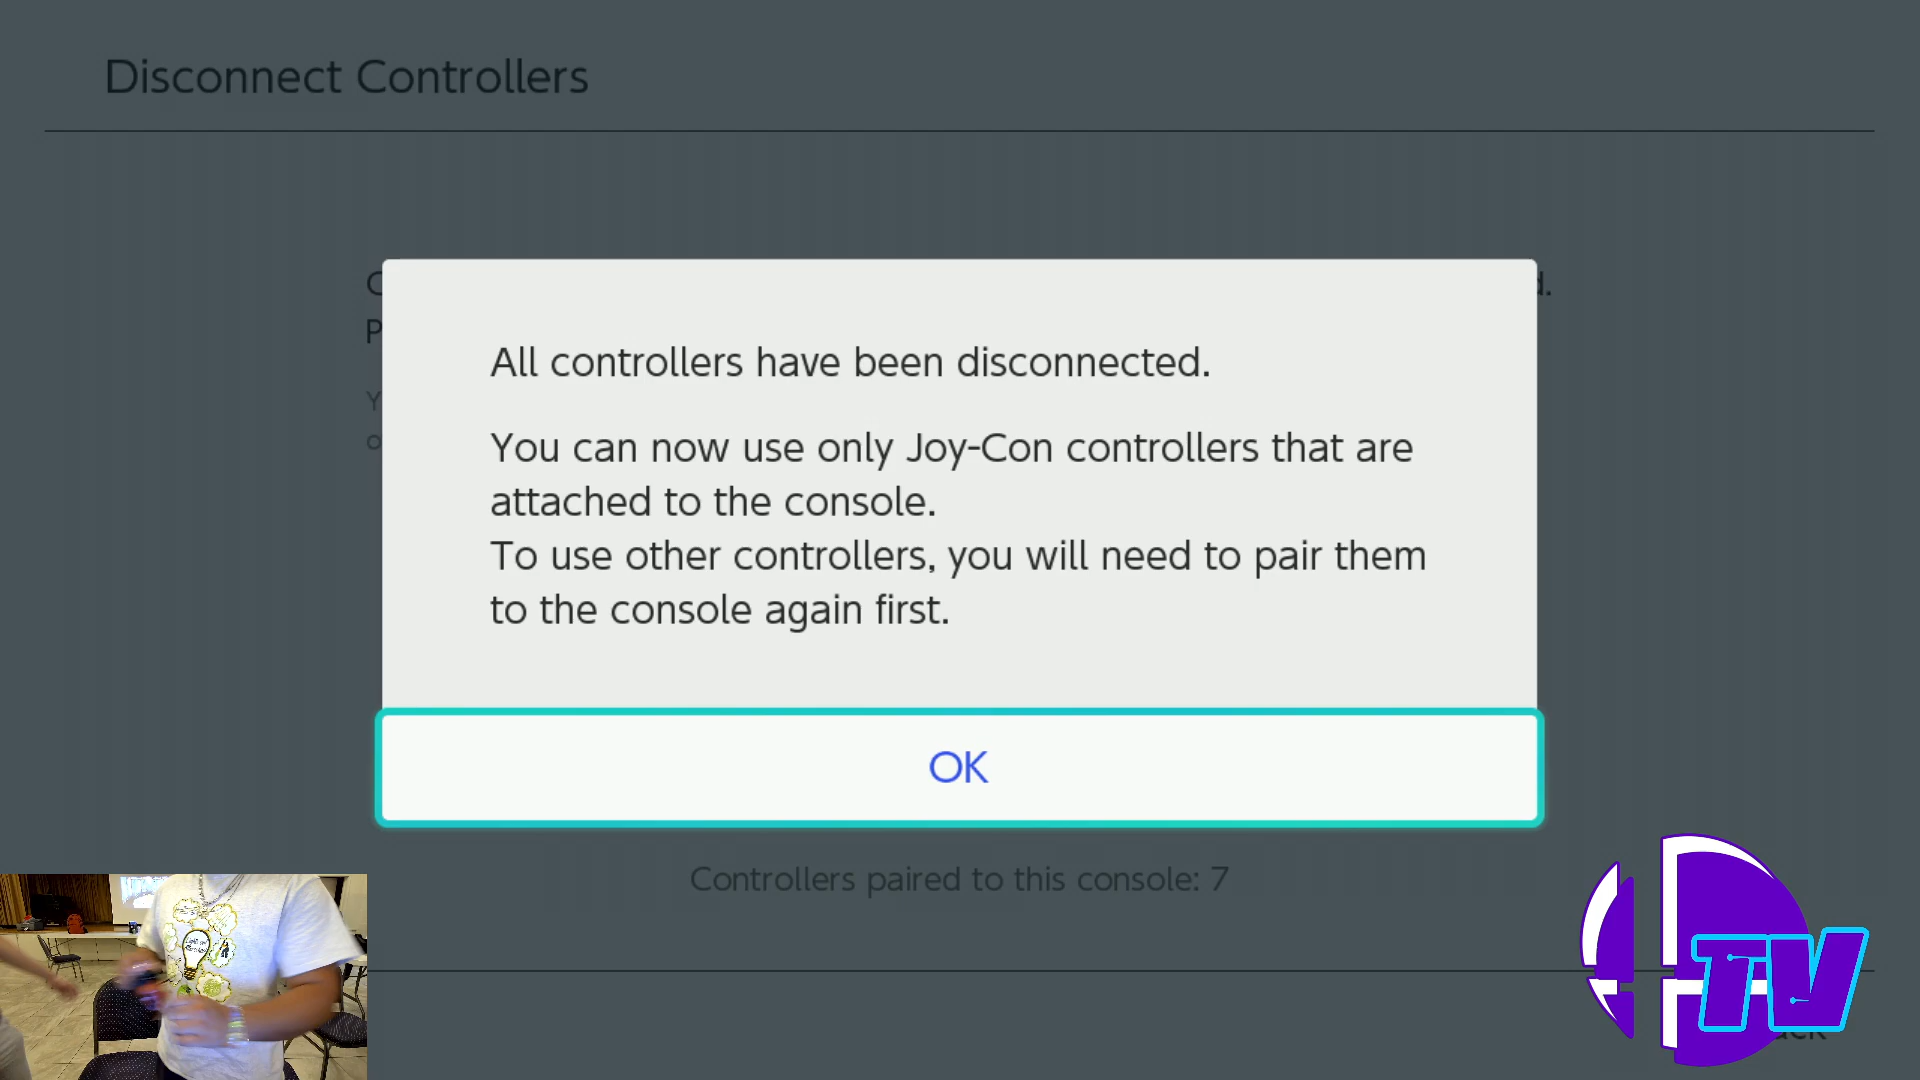 Disconnect Controllers
All controllers have been disconnected.
You can now use only Joy-Con controllers that are
attached to the console.
To use other controllers, you will need to pair them
to the console again first.
OK
Controllers paired to this console: 7
TV